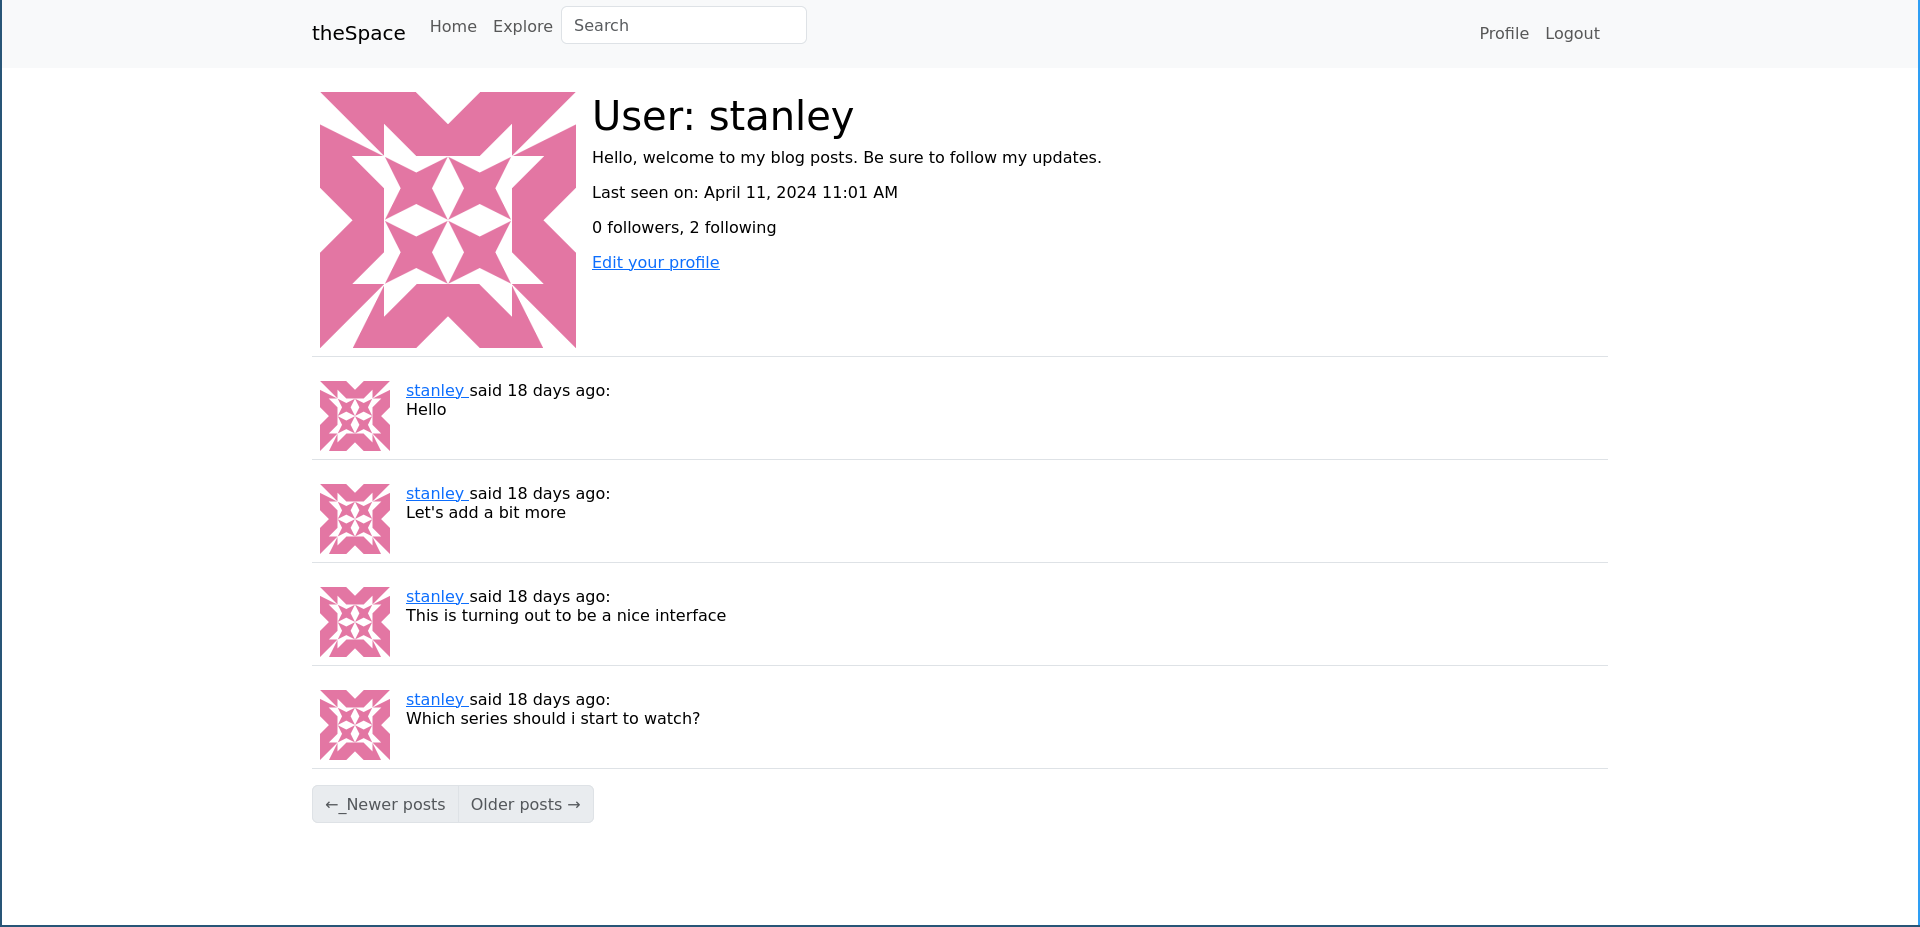 theSpace Home Explore Search Profile Logout
User: stanley
Hello, welcome to my blog posts. Be sure to follow my updates.
Last seen on: April 11, 2024 11:01 AM
0 followers, 2 following
Edit your profile
stanley said 18 days ago:
Hello
stanley said 18 days ago:
Let's add a bit more
stanley said 18 days ago:
This is turning out to be a nice interface
stanley said 18 days ago:
Which series should i start to watch?
←_Newer posts Older posts →